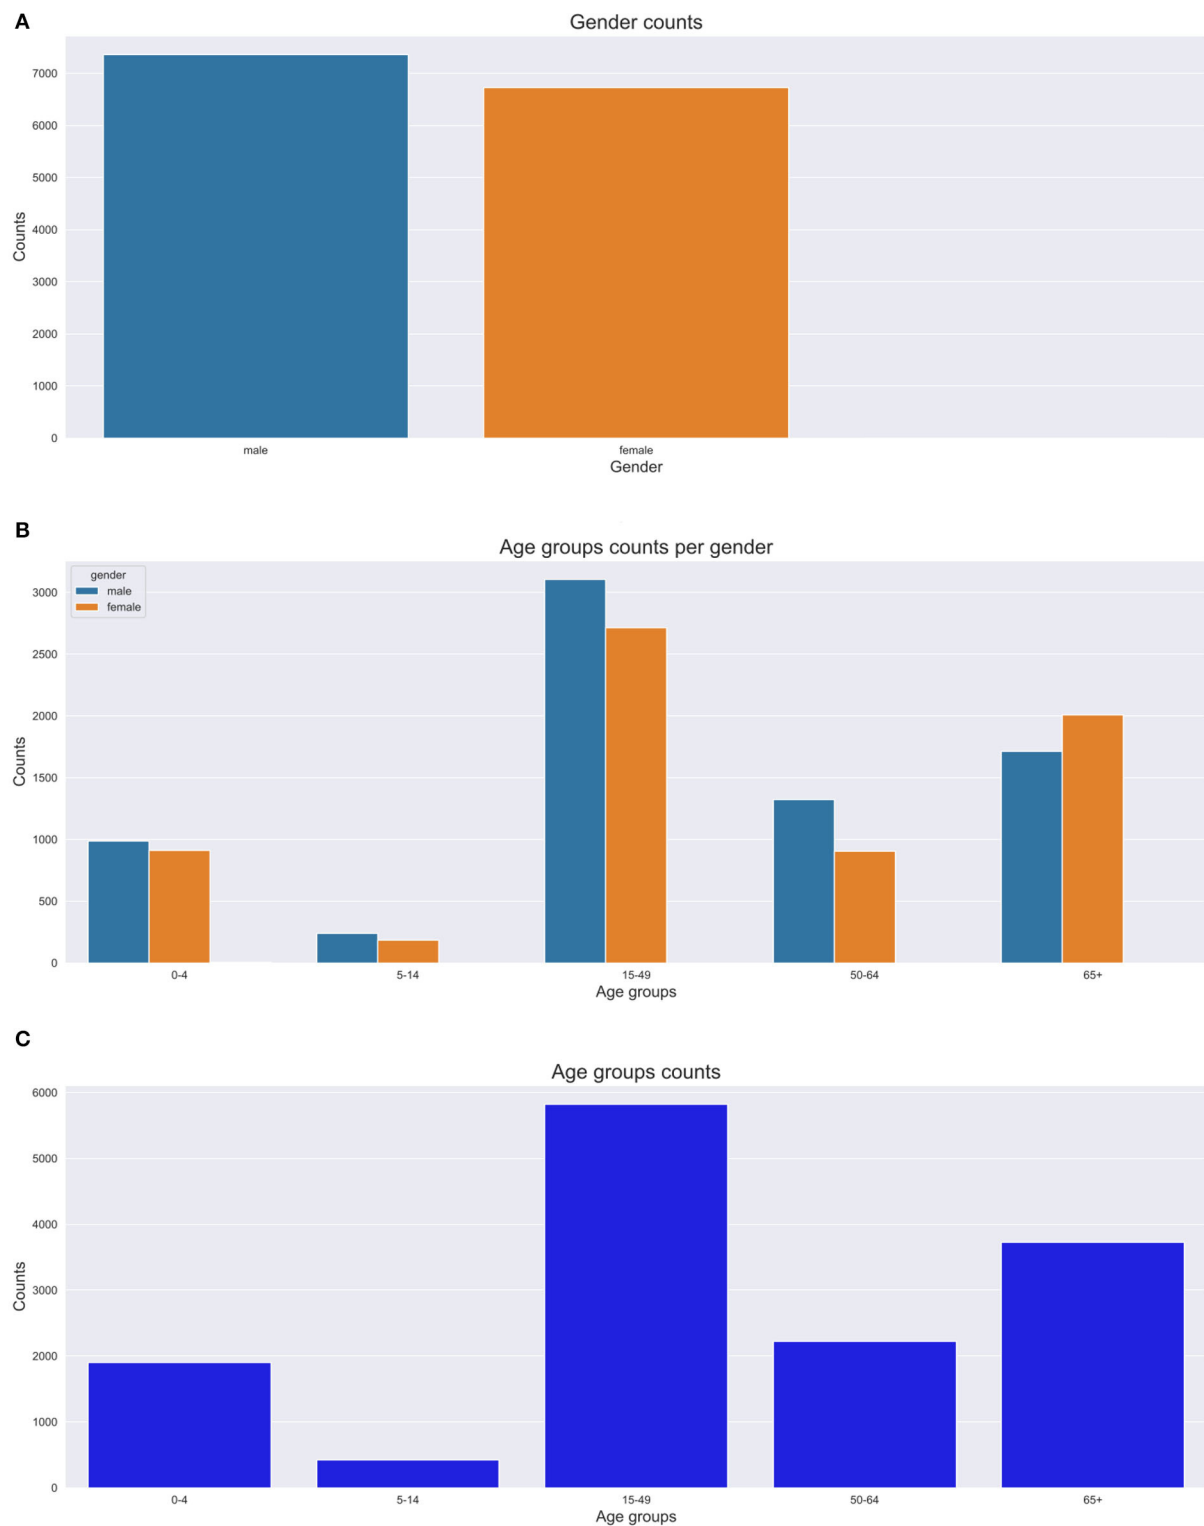 A
Gender counts
7000
6000
5000
4000
3000
2000
1000
0
Counts
male
female
Gender
B
Age groups counts per gender
gender
male
female
3000
2500
2000
1500
1000
500
0
Counts
0-4
5-14
15-49
50-64
65+
Age groups
C
Age groups counts
6000
5000
4000
3000
2000
1000
0
Counts
0-4
5-14
15-49
50-64
65+
Age groups